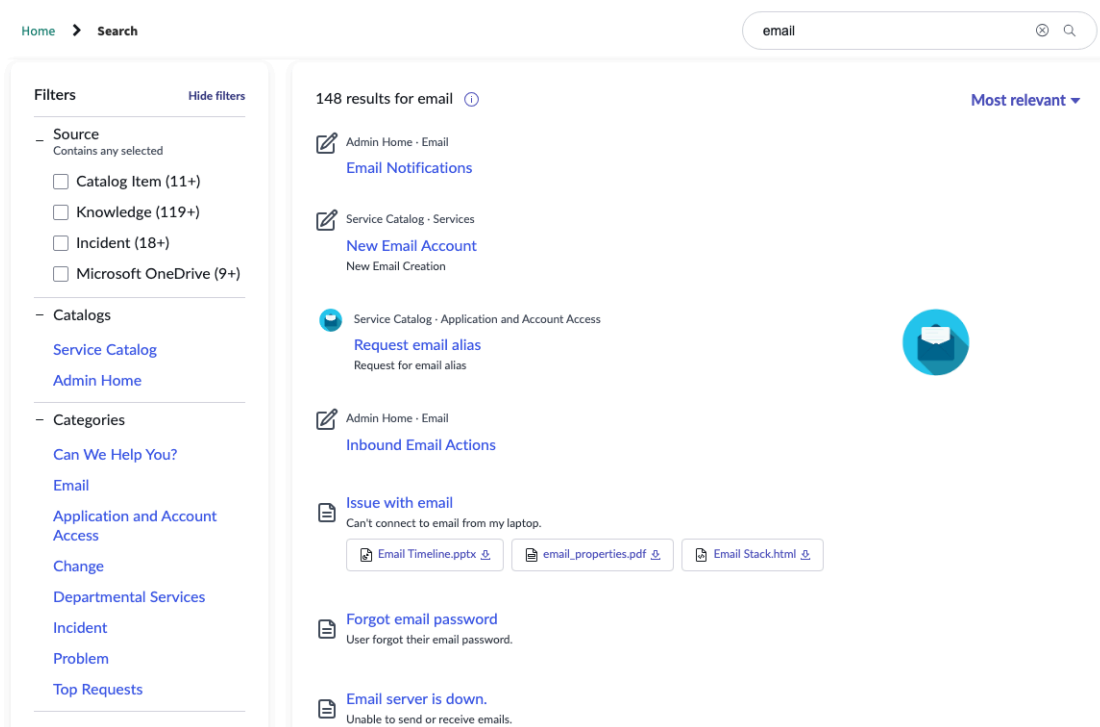 Home
Search
email
Filters
Hide filters
Source
Contains any selected
Catalog Item (11+)
Knowledge (119+)
Incident (18+)
Microsoft OneDrive (9+)
Catalogs
Service Catalog
Admin Home
Categories
Can We Help You?
Email
Application and Account
Access
Change
Departmental Services
Incident
Problem
Top Requests
148 results for email
Most relevant
Admin Home · Email
Email Notifications
Service Catalog · Services
New Email Account
New Email Creation
Service Catalog · Application and Account Access
Request email alias
Request for email alias
Admin Home · Email
Inbound Email Actions
Issue with email
Can't connect to email from my laptop.
Email Timeline.pptx
email_properties.pdf
Email Stack.html
Forgot email password
User forgot their email password.
Email server is down.
Unable to send or receive emails.